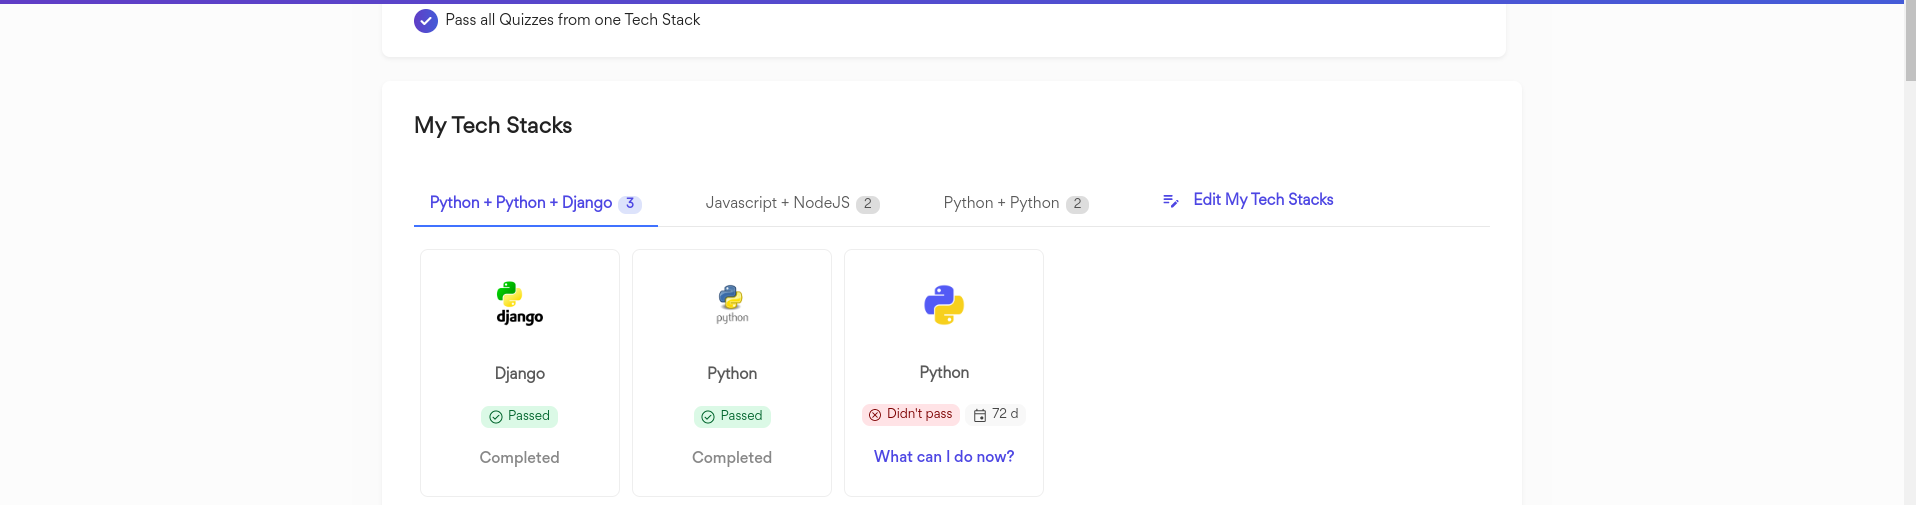 Pass all Quizzes from one Tech Stack
My Tech Stacks
Python + Python + Django 3
Javascript + NodeJS 2
Python + Python 2
Edit My Tech Stacks
django
python
Django
Python
Python
Passed
Passed
Didn't pass
72 d
Completed
Completed
What can I do now?